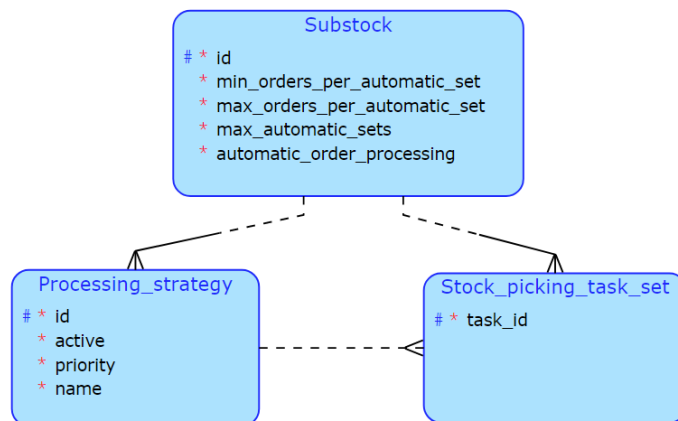 Substock
# * id
* min_orders_per_automatic_set
* max_orders_per_automatic_set
* max_automatic_sets
* automatic_order_processing
Processing_strategy
# * id
* active
* priority
* name
Stock_picking_task_set
# * task_id